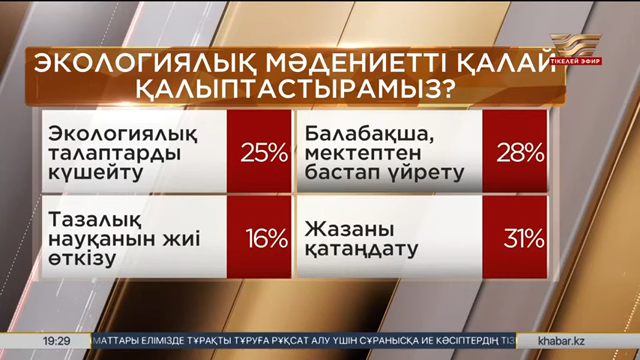 ЭКОЛОГИЯЛЫҚ МӘДЕНИЕТТІ ҚАЛАЙ
ҚАЛЫПТАСТЫРАМЫЗ?
ТІКЕЛЕЙ ЭФИР
Экологиялық
талаптарды
күшейту
25%
Балабақша,
мектептен
бастап үйрету
28%
Тазалық
науқанын жиі
өткізу
16%
Жазаны
қатаңдату
31%
19:29
МАТТАРЫ ЕЛІМІЗДЕ ТҰРАҚТЫ ТҰРУҒА РҰҚСАТ АЛУ ҮШІН СҰРАНЫСҚА ИЕ КӘСІПТЕРДІҢ ТІЗ
khabar.kz